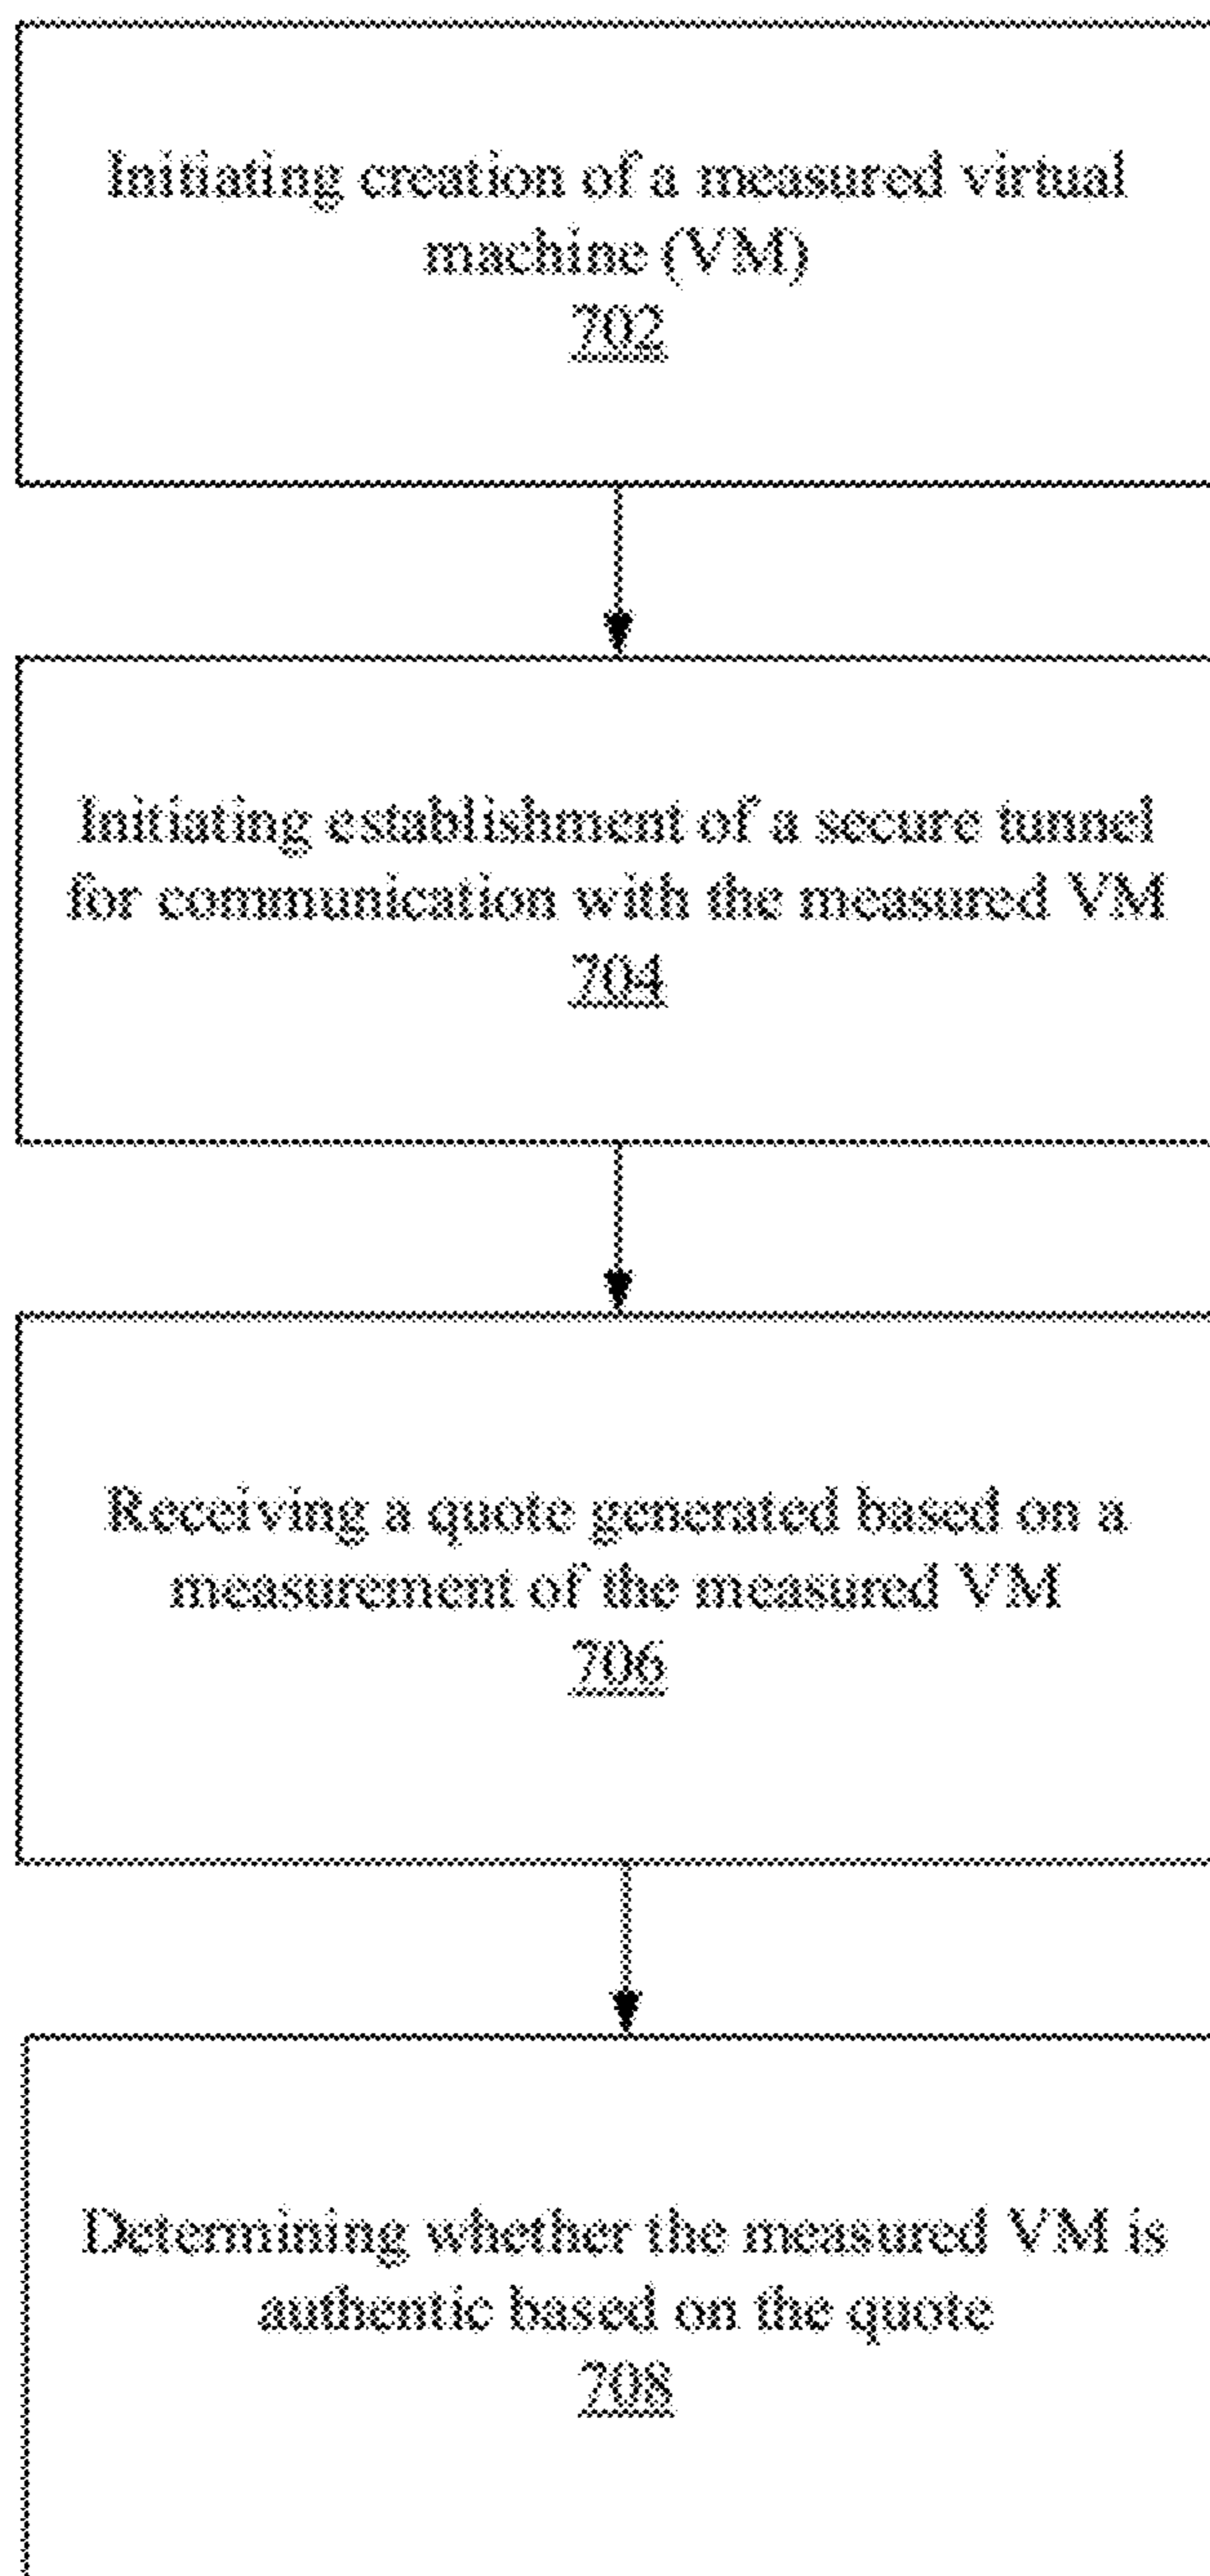 Initiating creation of a measured virtual
machine (VM)
702
Initiating establishment of a secure tunnel
for communication with the measured VM
704
Receiving a quote generated based on a
measurement of the measured VM
706
Determining whether the measured VM is
authentic based on the quote
708